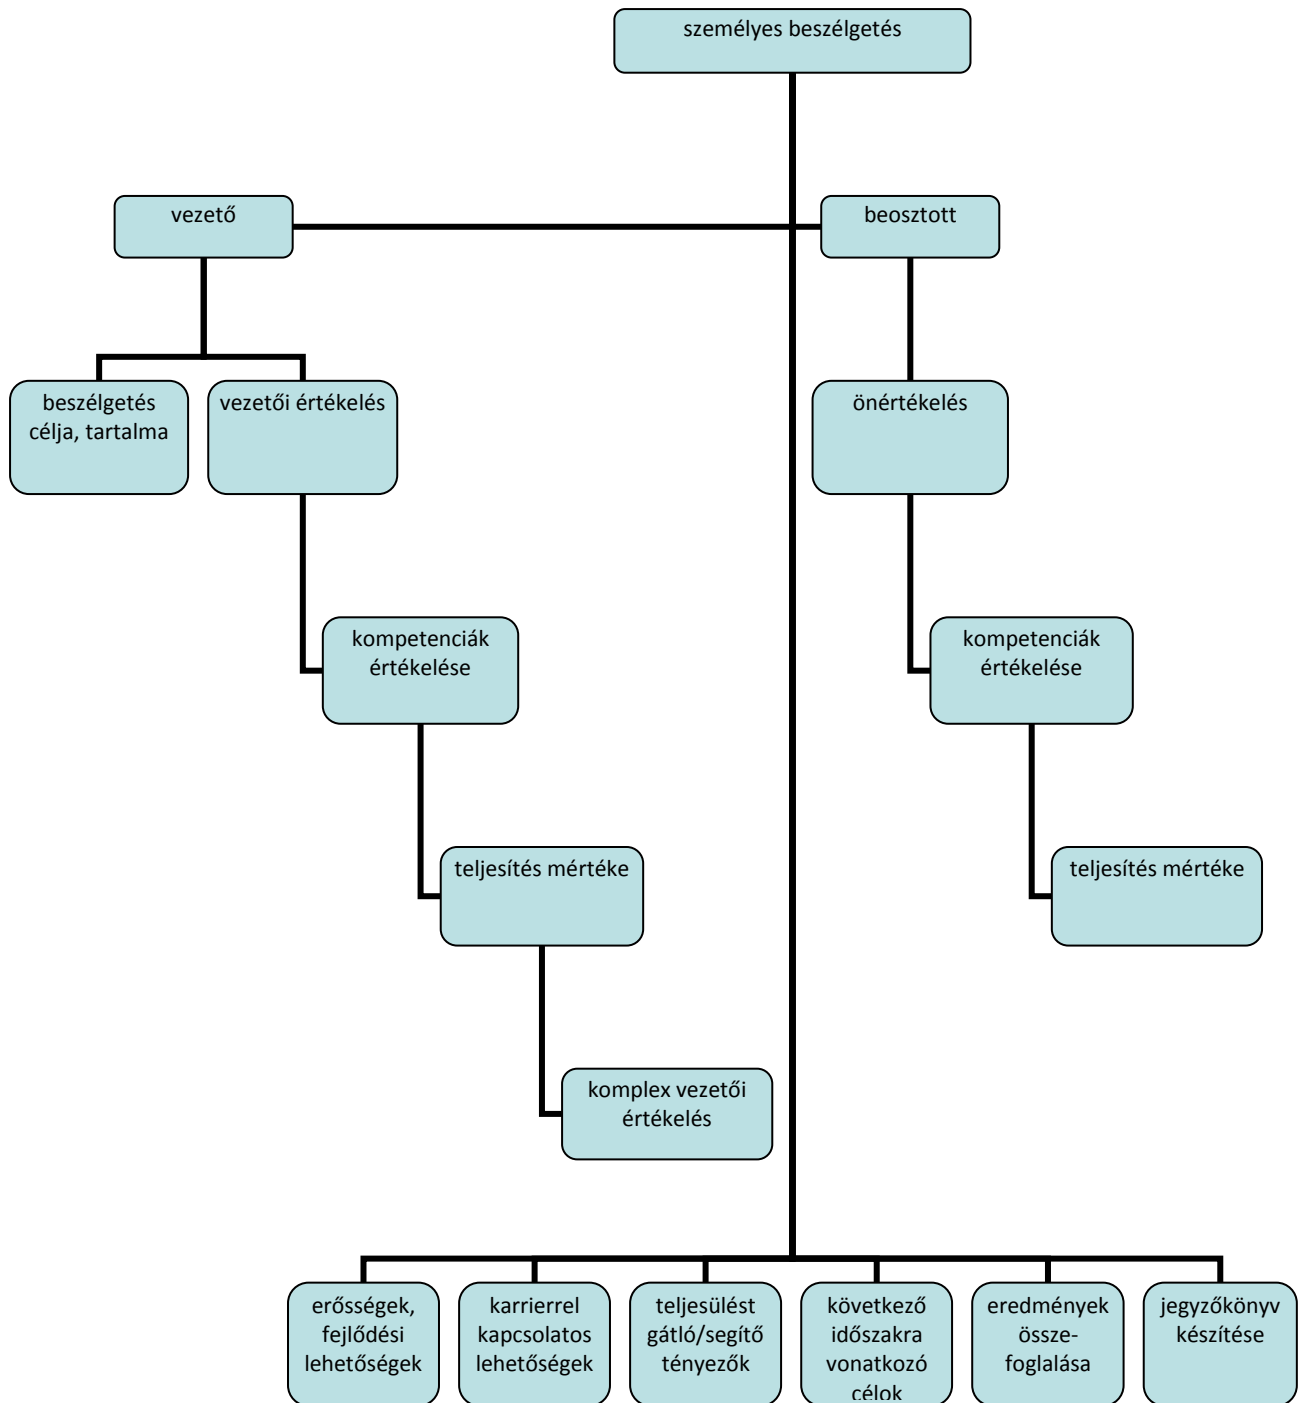 személyes beszélgetés
vezető
beosztott
beszélgetés
célja, tartalma
vezetői értékelés
önértékelés
kompetenciák
értékelése
kompetenciák
értékelése
teljesítés mértéke
teljesítés mértéke
komplex vezetői
értékelés
erősségek,
fejlődési
lehetőségek
karrierrel
kapcsolatos
lehetőségek
teljesülést
gátló/segítő
tényezők
következő
időszakra
vonatkozó
célok
eredmények
össze-
foglalása
jegyzőkönyv
készítése